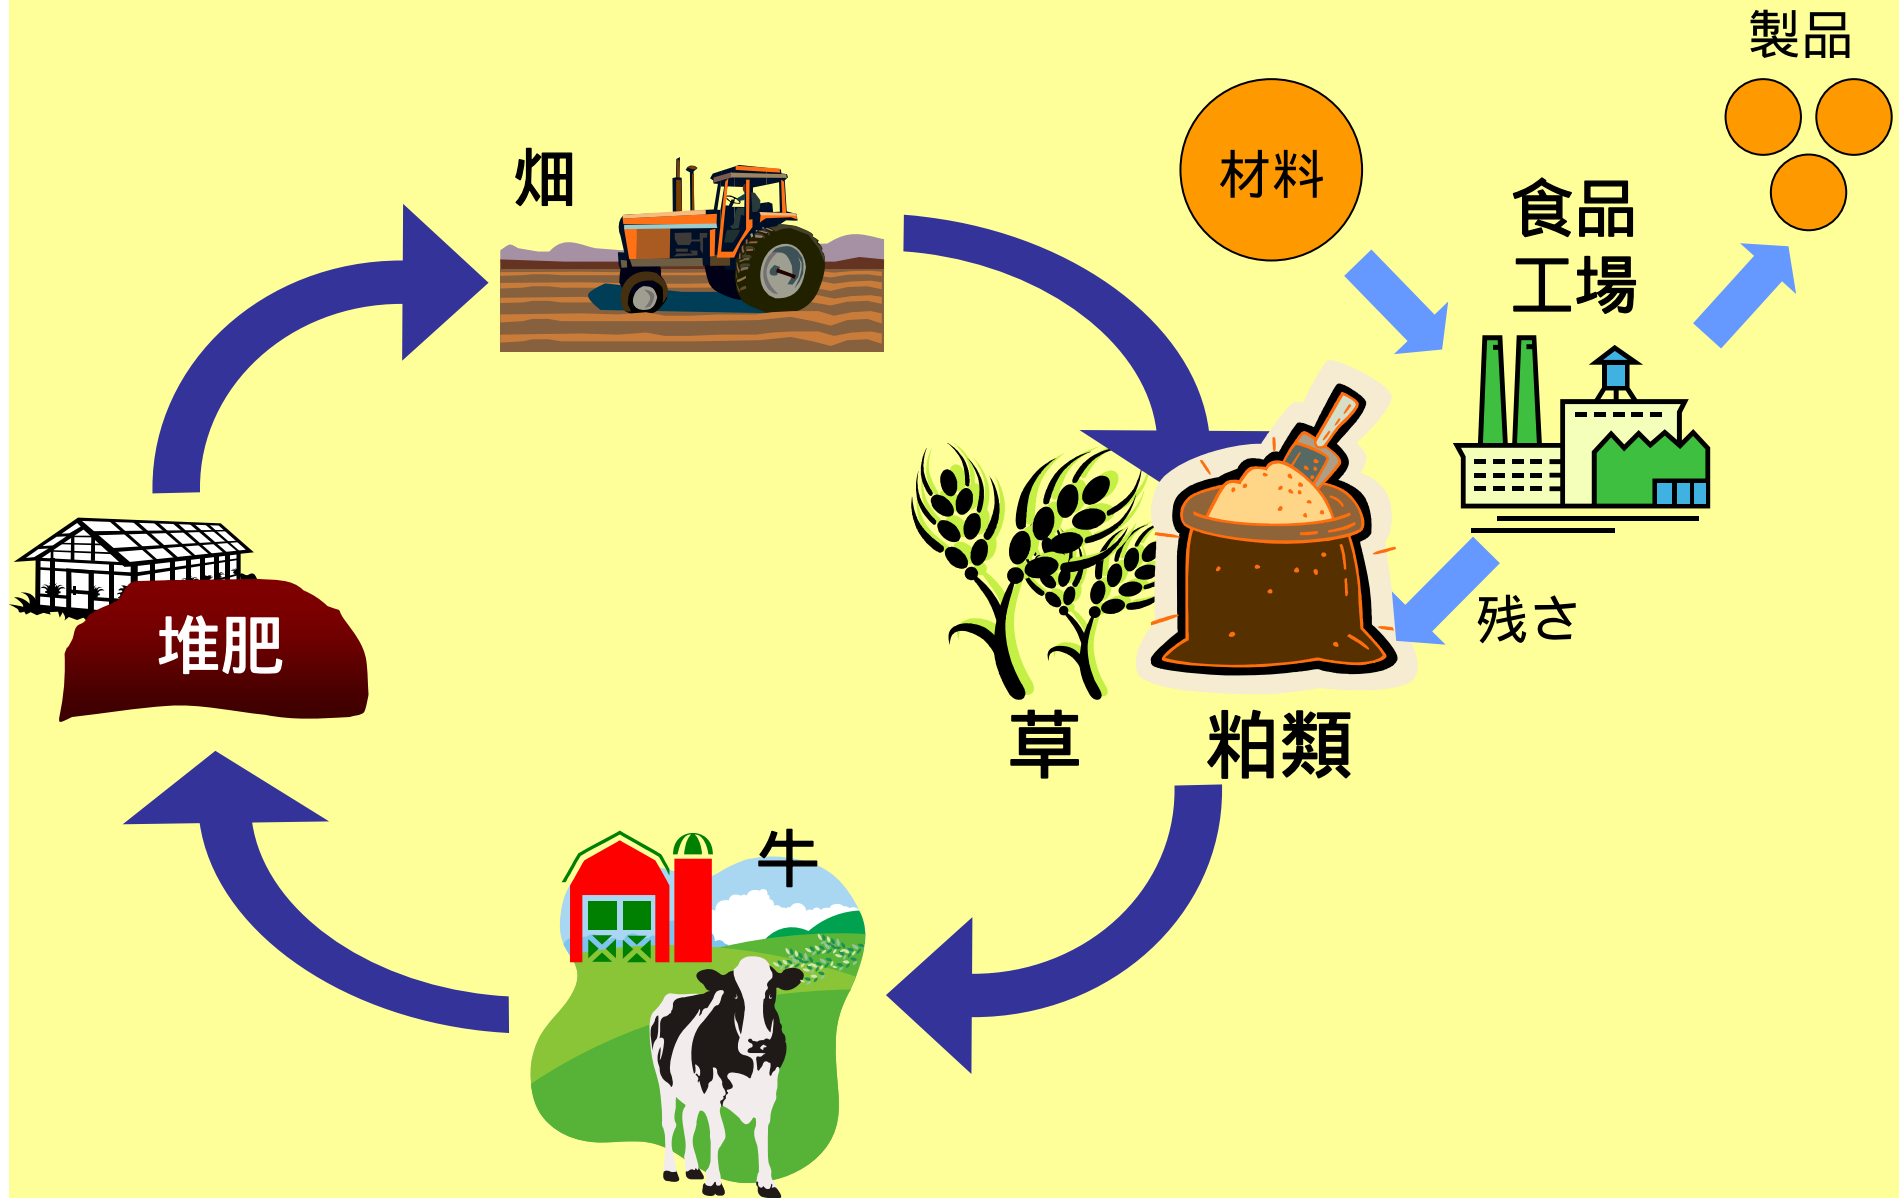 製品
畑
材料
食品
工場
残さ
堆肥
草
粕類
牛